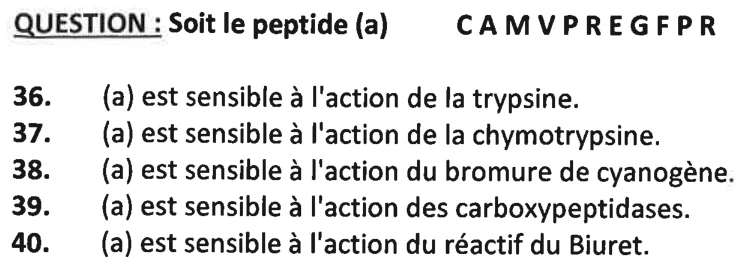 QUESTION : Soit le peptide (a) C A M V P R E G F P R
36. (a) est sensible à l'action de la trypsine.
37. (a) est sensible à l'action de la chymotrypsine.
38. (a) est sensible à l'action du bromure de cyanogène.
39. (a) est sensible à l'action des carboxypeptidases.
40. (a) est sensible à l'action du réactif du Biuret.